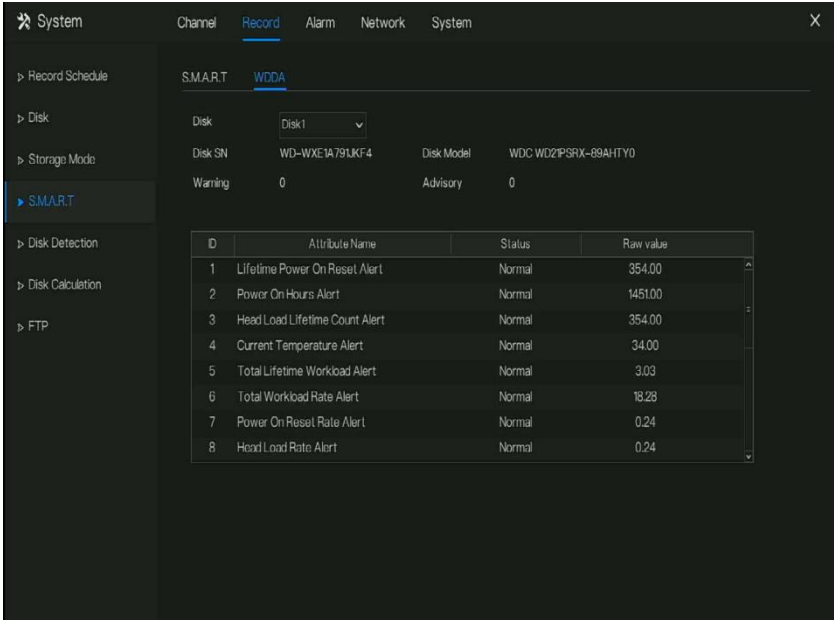 System Channel Record Alarm Network System X
Record Schedule
Disk
Storage Mode
S.M.A.R.T
Disk Detection
Disk Calculation
FTP
S.M.A.R.T WDDA
Disk Disk1
Disk SN WD-WXE1A791JKF4 Disk Model WDC WD21PSRX-89AHTY0
Warning 0 Advisory 0
ID Attribute Name Status Raw value
1 Lifetime Power On Reset Alert Normal 354.00
2 Power On Hours Alert Normal 1451.00
3 Head Load Lifetime Count Alert Normal 354.00
4 Current Temperature Alert Normal 34.00
5 Total Lifetime Workload Alert Normal 3.03
6 Total Workload Rate Alert Normal 18.28
7 Power On Reset Rate Alert Normal 0.24
8 Head Load Rate Alert Normal 0.24